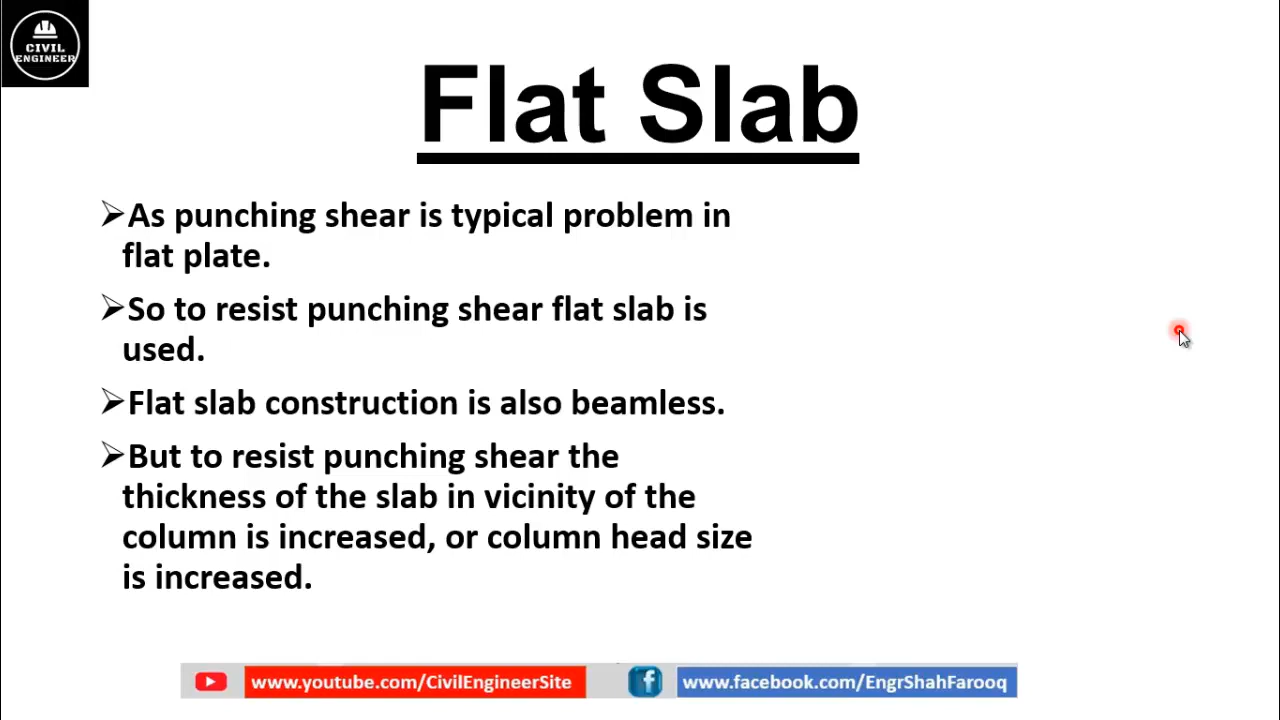 CIVIL
ENGINEER
Flat Slab
➢As punching shear is typical problem in
flat plate.
➢So to resist punching shear flat slab is
used.
➢Flat slab construction is also beamless.
➢But to resist punching shear the
thickness of the slab in vicinity of the
column is increased, or column head size
is increased.
www.youtube.com/CivilEngineerSite
f www.facebook.com/EngrShahFarooq